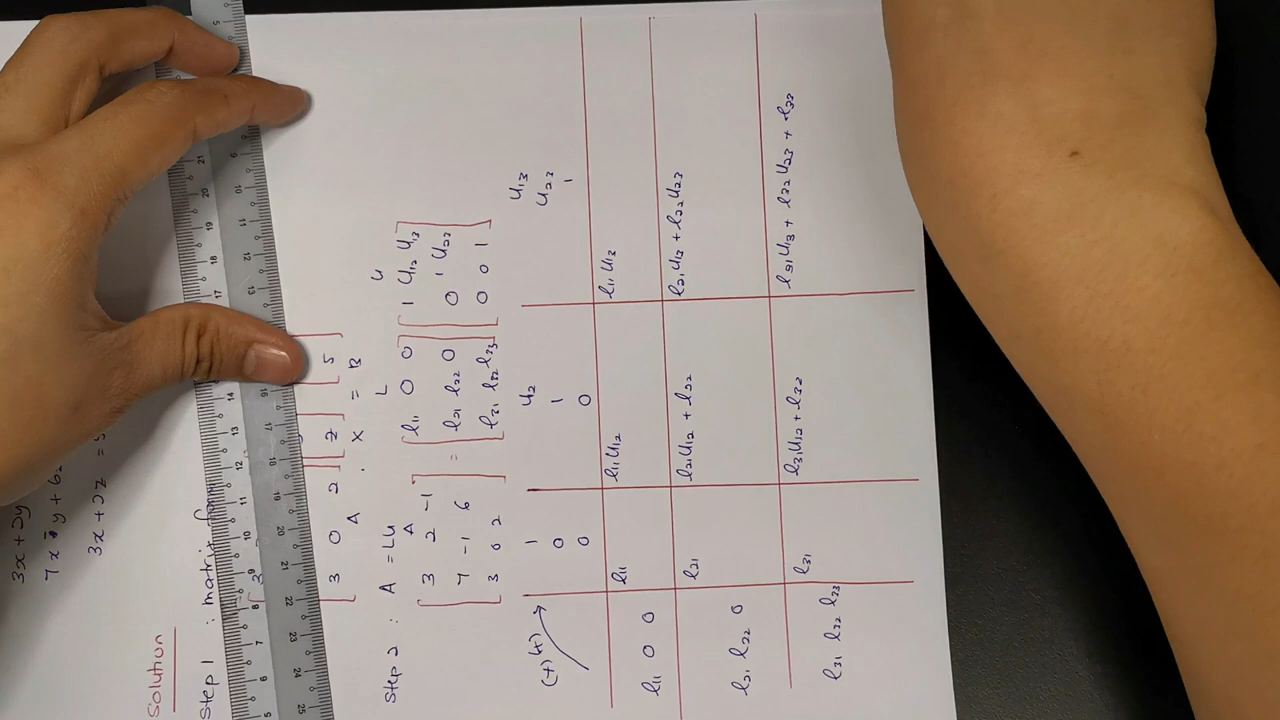 3x+2y
7x-y+6z
3x+2z = 5
Solution
Step 1 : matrix form
3 0 2 z 5
A . X = B
Step 2 : A = LU
A L U
3 2 -1 = l11 0 0 1 U12 U13
7 -1 6 l21 l22 0 0 1 U23
3 0 2 l31 l32 l33 0 0 1
(+) (x) 1 U12 U13
0 1 U23
0 0 1
l11 0 0 l11 l11U12 l11U13
l21 l22 0 l21 l21U12 + l22 l21U13 + l22U23
l31 l32 l33 l31 l31U12 + l32 l31U13 + l32U23 + l33